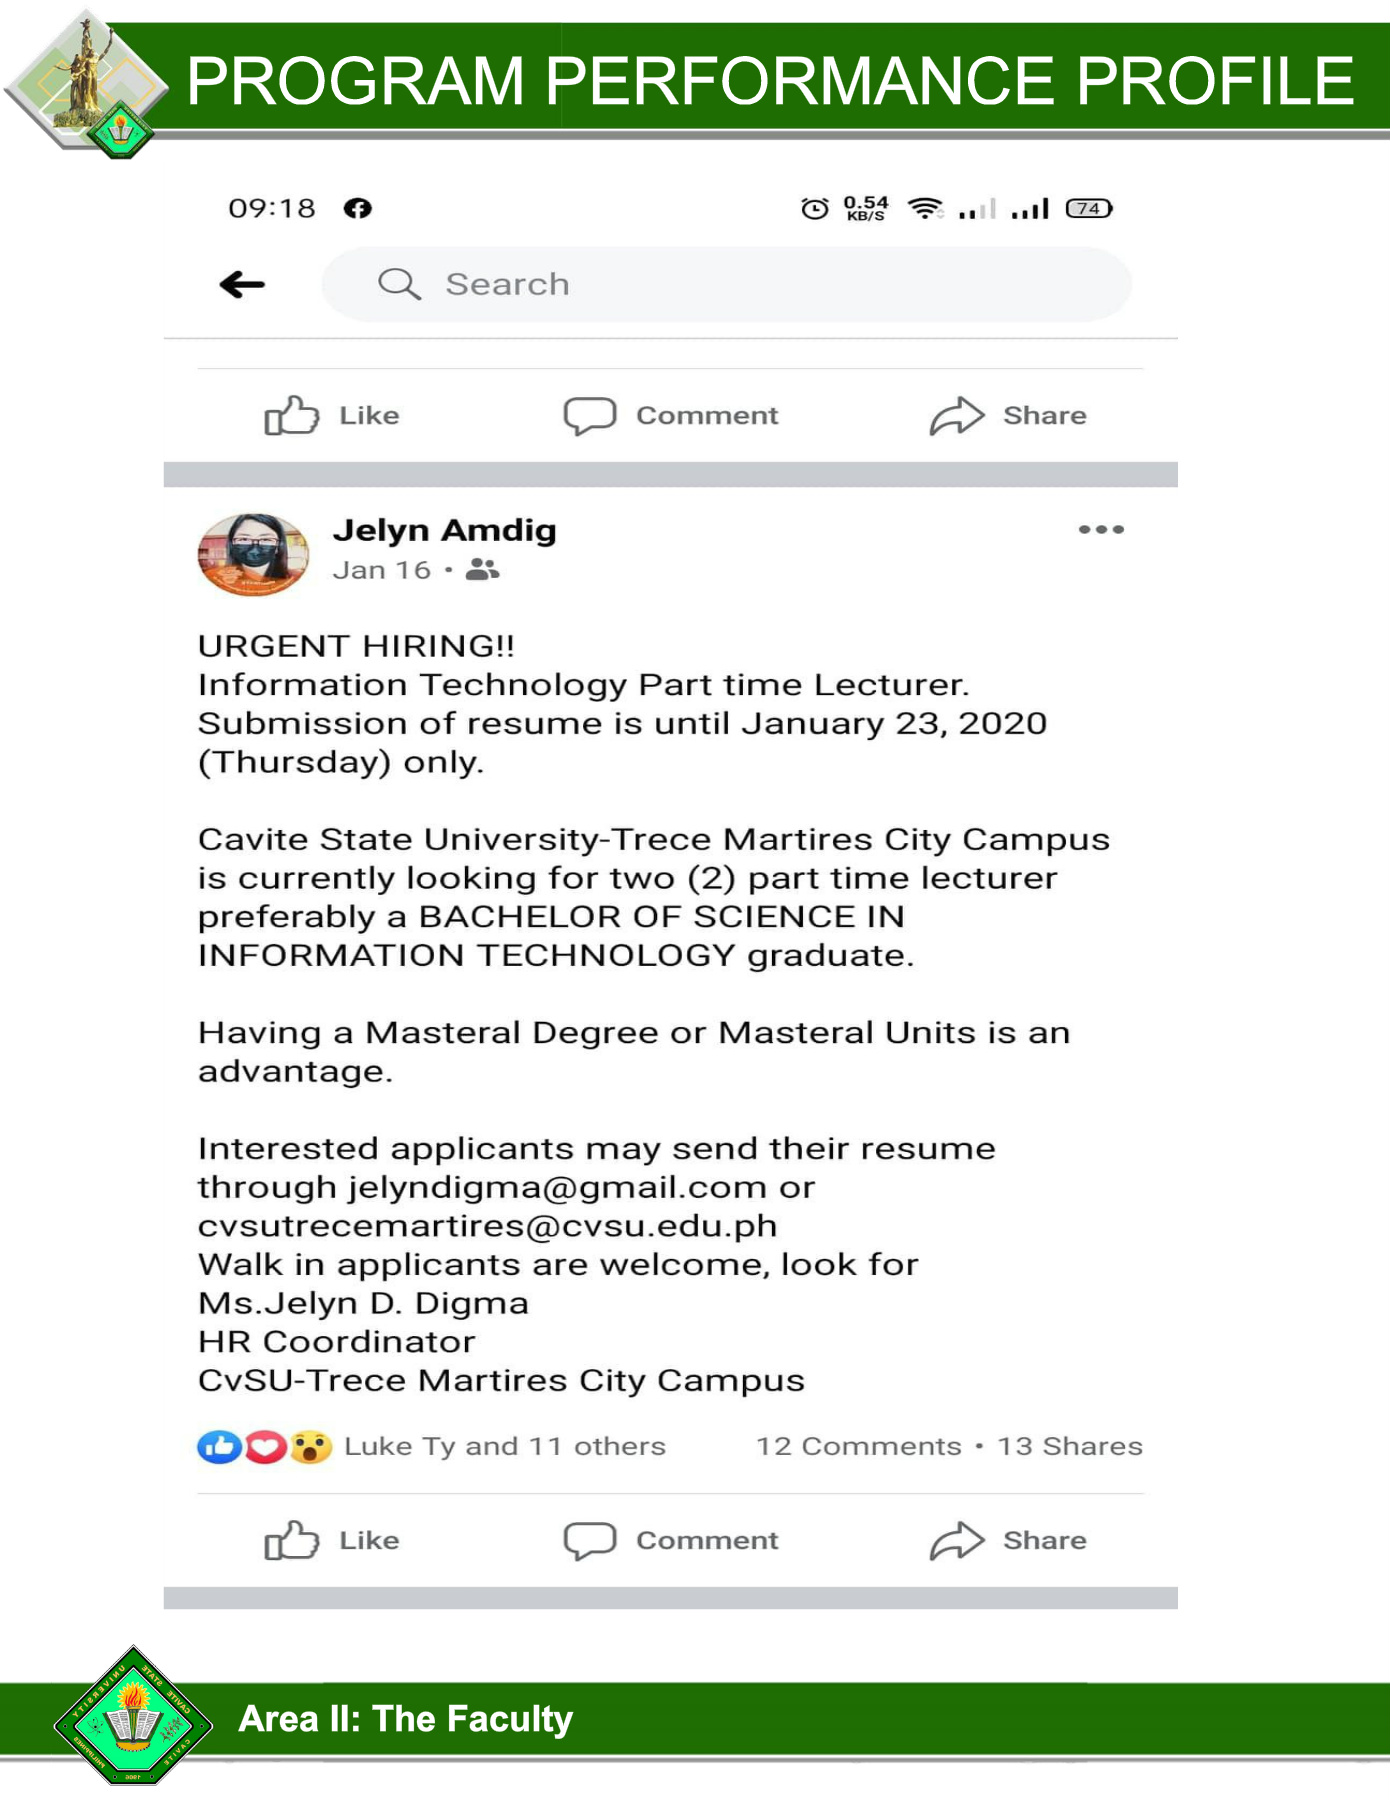 PROGRAM PERFORMANCE PROFILE
09:18
0.54
KB/S
74
Search
Like Comment Share
Jelyn Amdig
Jan 16 •
URGENT HIRING!!
Information Technology Part time Lecturer.
Submission of resume is until January 23, 2020
(Thursday) only.
Cavite State University-Trece Martires City Campus
is currently looking for two (2) part time lecturer
preferably a BACHELOR OF SCIENCE IN
INFORMATION TECHNOLOGY graduate.
Having a Masteral Degree or Masteral Units is an
advantage.
Interested applicants may send their resume
through jelyndigma@gmail.com or
cvsutrecemartires@cvsu.edu.ph
Walk in applicants are welcome, look for
Ms.Jelyn D. Digma
HR Coordinator
CvSU-Trece Martires City Campus
Luke Ty and 11 others 12 Comments • 13 Shares
Like Comment Share
CAVITE STATE UNIVERSITY
CAVITE
PHILIPPINES
1906
Area II: The Faculty